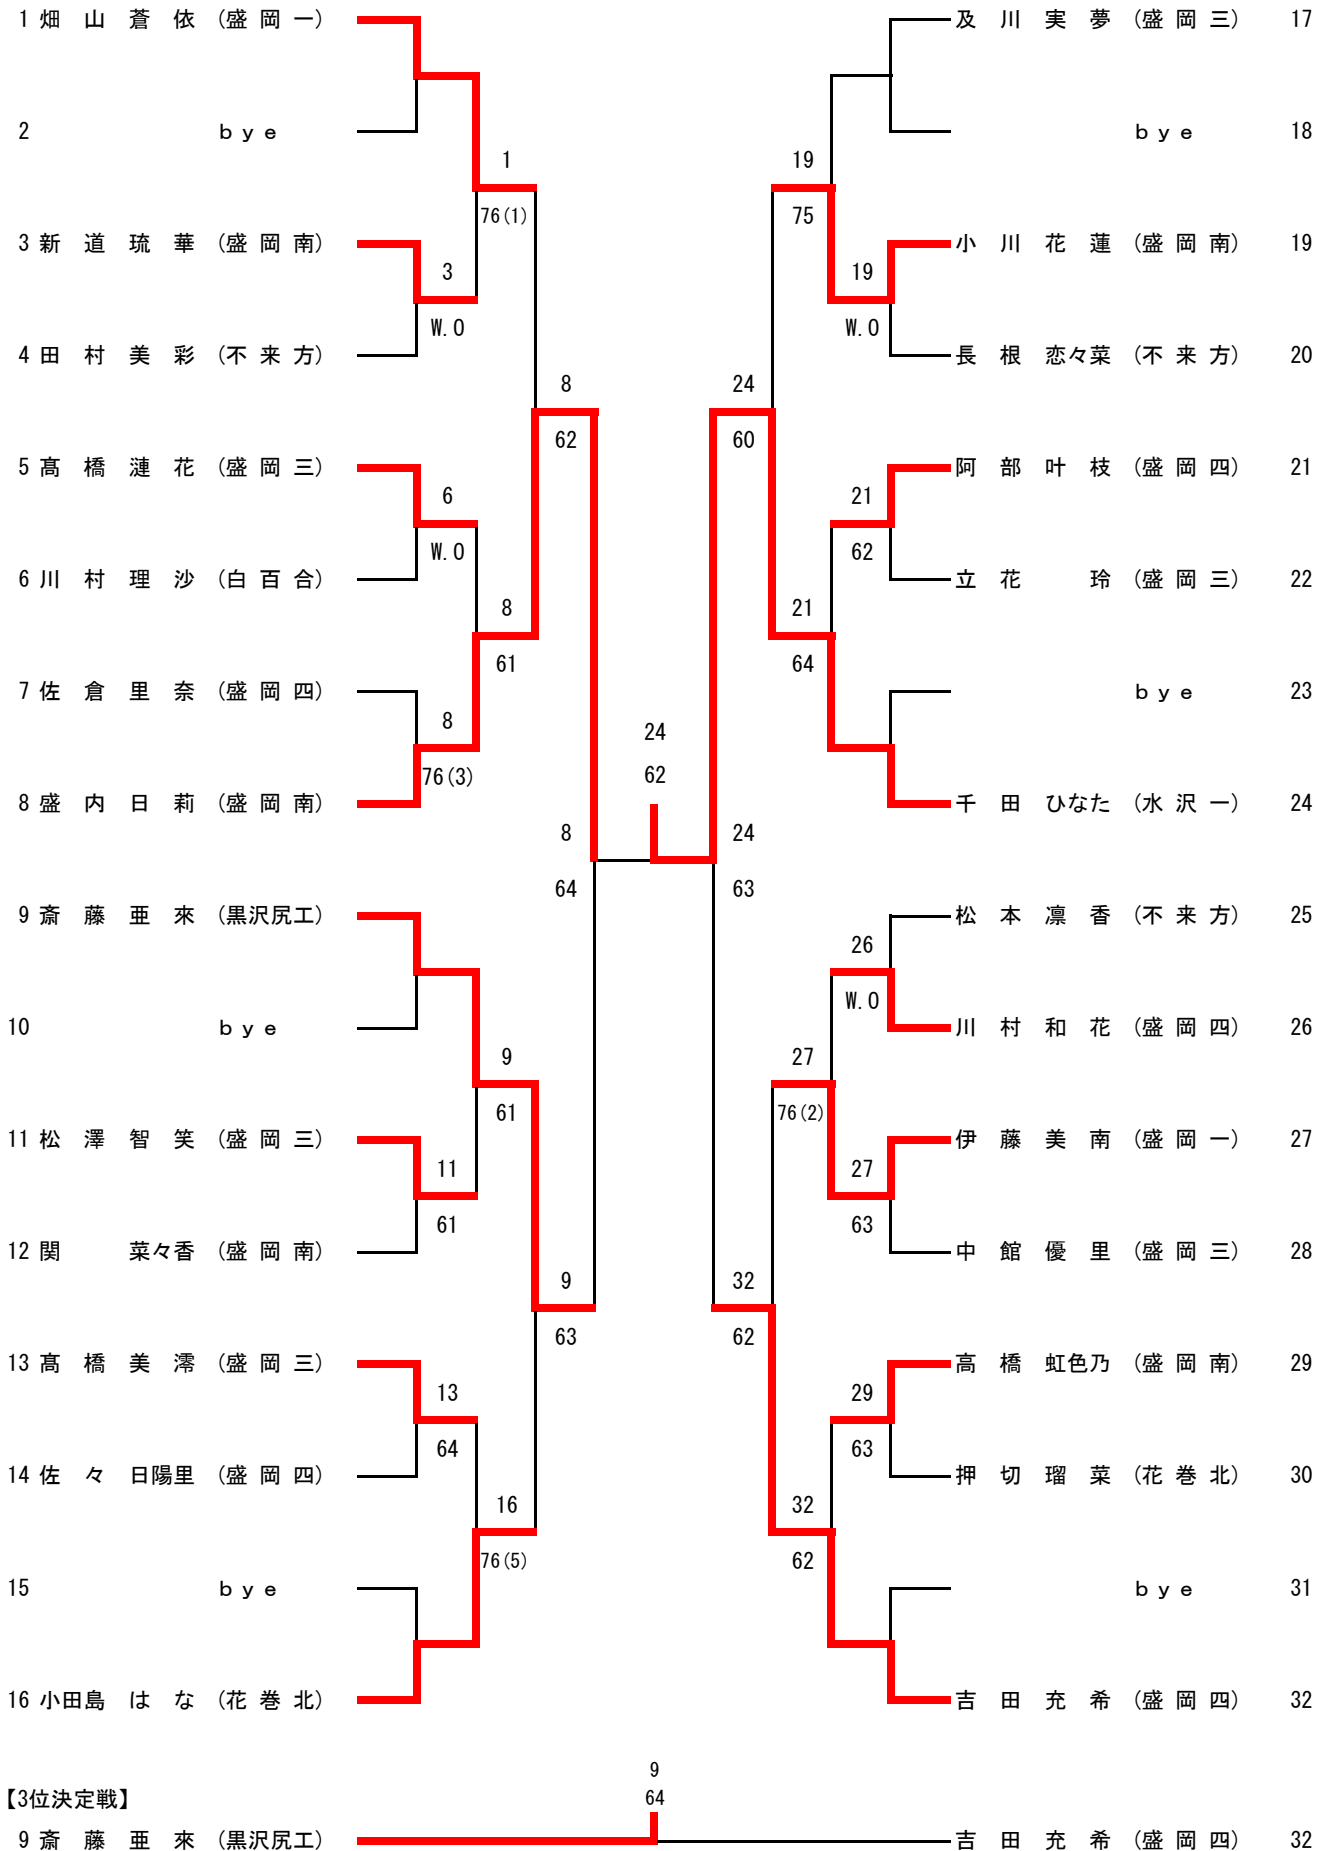 1 畑 山 蒼 依 (盛 岡 一)
及 川 実 夢 (盛 岡 三) 17
2 ｂｙｅ
ｂｙｅ 18
1
19
76(1)
75
3 新 道 琉 華 (盛 岡 南)
小 川 花 蓮 (盛 岡 南) 19
3
19
W.O
W.O
4 田 村 美 彩 (不 来 方)
長 根 恋々菜 (不 来 方) 20
8
24
62
60
5 髙 橋 漣 花 (盛 岡 三)
阿 部 叶 枝 (盛 岡 四) 21
6
21
W.O
62
6 川 村 理 沙 (白 百 合)
立 花 玲 (盛 岡 三) 22
8
21
61
64
7 佐 倉 里 奈 (盛 岡 四)
ｂｙｅ 23
8
24
76(3)
62
8 盛 内 日 莉 (盛 岡 南)
千 田 ひなた (水 沢 一) 24
8
24
64
63
9 斎 藤 亜 來 (黒沢尻工)
松 本 凛 香 (不 来 方) 25
26
W.O
10 ｂｙｅ
川 村 和 花 (盛 岡 四) 26
9
27
61
76(2)
11 松 澤 智 笑 (盛 岡 三)
伊 藤 美 南 (盛 岡 一) 27
11
27
61
63
12 関 菜々香 (盛 岡 南)
中 館 優 里 (盛 岡 三) 28
9
32
63
62
13 髙 橋 美 澪 (盛 岡 三)
高 橋 虹色乃 (盛 岡 南) 29
13
29
64
63
14 佐 々 日陽里 (盛 岡 四)
押 切 瑠 菜 (花 巻 北) 30
16
32
76(5)
62
15 ｂｙｅ
ｂｙｅ 31
16 小田島 は な (花 巻 北)
吉 田 充 希 (盛 岡 四) 32
9
【3位決定戦】
64
9 斎 藤 亜 來 (黒沢尻工)
吉 田 充 希 (盛 岡 四) 32